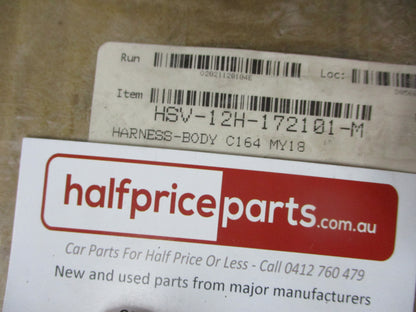 Run
Loc:
Item
HSV-12H-172101-M
HARNESS-BODY C164 MY18
halfpriceparts.com.au
Car Parts For Half Price Or Less - Call 0412 760 479
New and used parts from major manufacturers